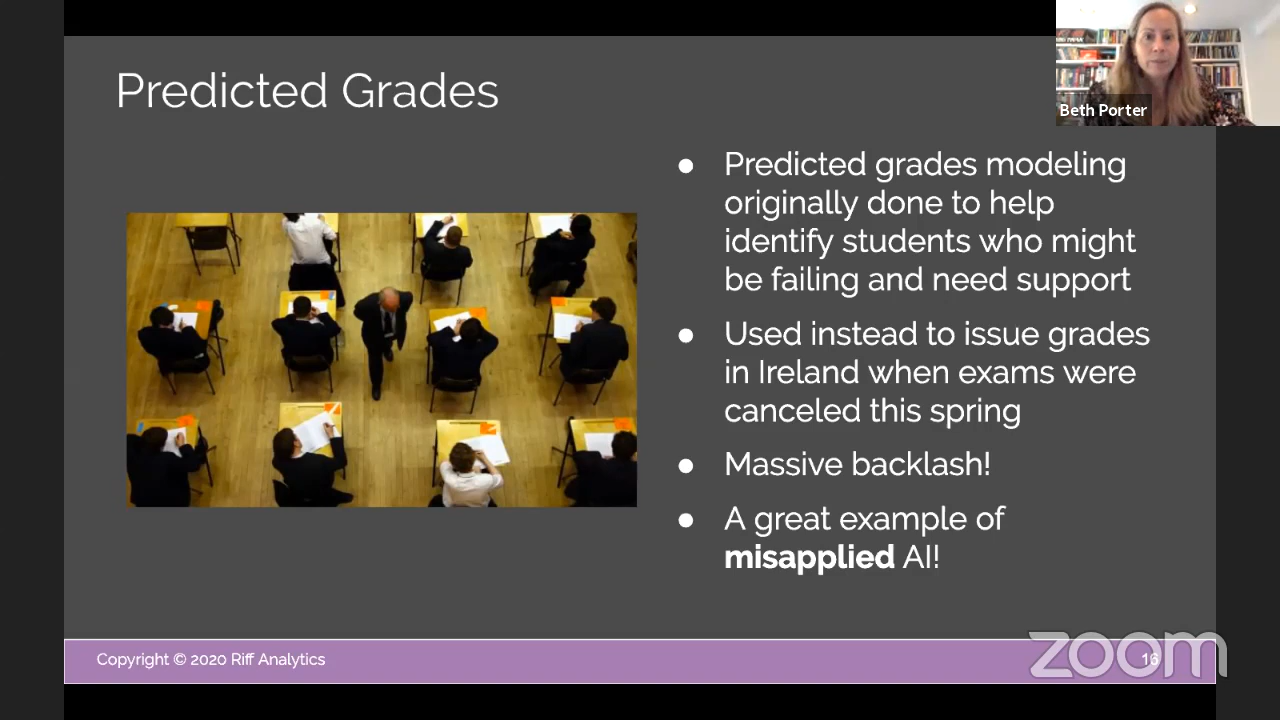 Predicted Grades
Beth Porter
● Predicted grades modeling
originally done to help
identify students who might
be failing and need support
● Used instead to issue grades
in Ireland when exams were
canceled this spring
● Massive backlash!
● A great example of
misapplied AI!
Copyright © 2020 Riff Analytics
16
zoom